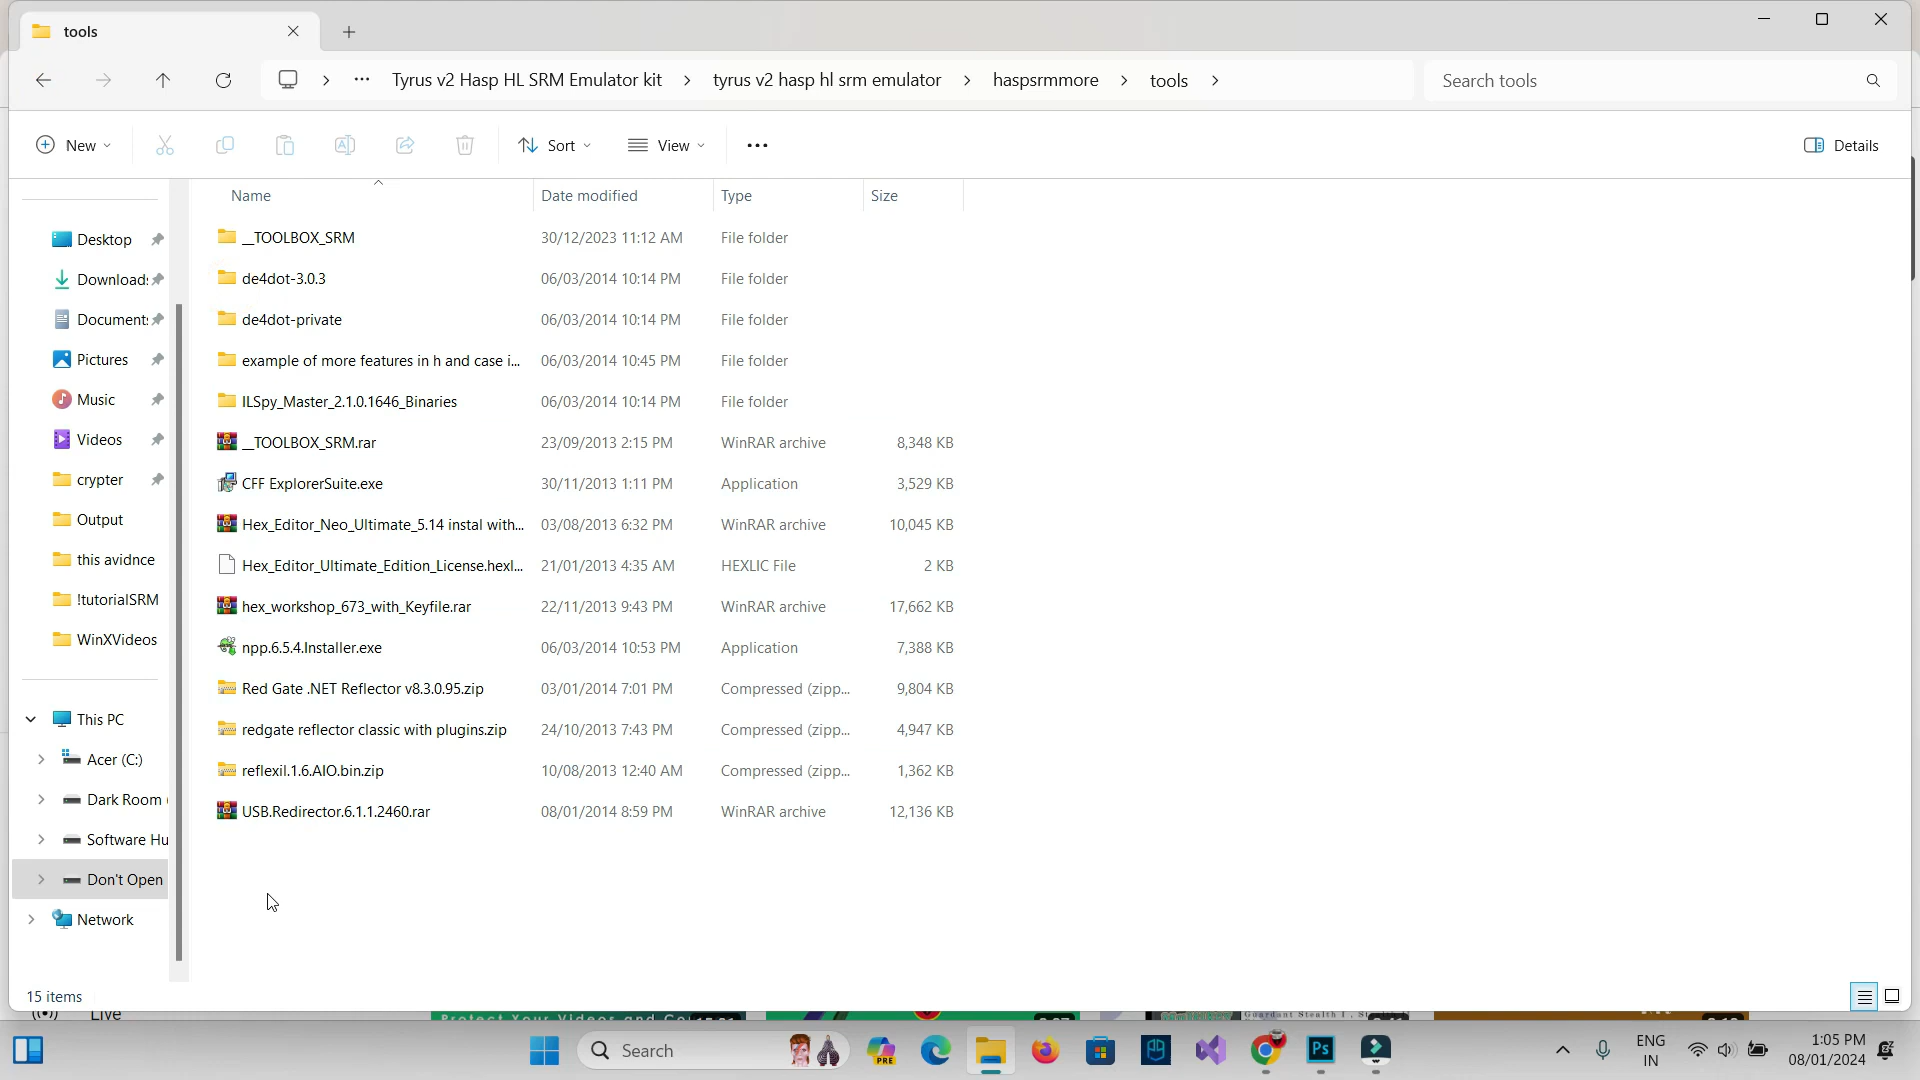 tools
Tyrus v2 Hasp HL SRM Emulator kit
tyrus v2 hasp hl srm emulator
haspsrmmore
tools
Search tools
New
Sort
View
Details
Name
Date modified
Type
Size
Desktop
Downloads
Documents
Pictures
Music
Videos
crypter
Output
this avidnce
!tutorialSRM
WinXVideos
This PC
Acer (C:)
Dark Room
Software Hu
Don't Open
Network
__TOOLBOX_SRM 30/12/2023 11:12 AM File folder
de4dot-3.0.3 06/03/2014 10:14 PM File folder
de4dot-private 06/03/2014 10:14 PM File folder
example of more features in h and case i... 06/03/2014 10:45 PM File folder
ILSpy_Master_2.1.0.1646_Binaries 06/03/2014 10:14 PM File folder
__TOOLBOX_SRM.rar 23/09/2013 2:15 PM WinRAR archive 8,348 KB
CFF ExplorerSuite.exe 30/11/2013 1:11 PM Application 3,529 KB
Hex_Editor_Neo_Ultimate_5.14 instal with... 03/08/2013 6:32 PM WinRAR archive 10,045 KB
Hex_Editor_Ultimate_Edition_License.hexl... 21/01/2013 4:35 AM HEXLIC File 2 KB
hex_workshop_673_with_Keyfile.rar 22/11/2013 9:43 PM WinRAR archive 17,662 KB
npp.6.5.4.Installer.exe 06/03/2014 10:53 PM Application 7,388 KB
Red Gate .NET Reflector v8.3.0.95.zip 03/01/2014 7:01 PM Compressed (zipp... 9,804 KB
redgate reflector classic with plugins.zip 24/10/2013 7:43 PM Compressed (zipp... 4,947 KB
reflexil.1.6.AIO.bin.zip 10/08/2013 12:40 AM Compressed (zipp... 1,362 KB
USB.Redirector.6.1.1.2460.rar 08/01/2014 8:59 PM WinRAR archive 12,136 KB
15 items
Live
Search
PRE
Ps
ENG
IN
1:05 PM
08/01/2024